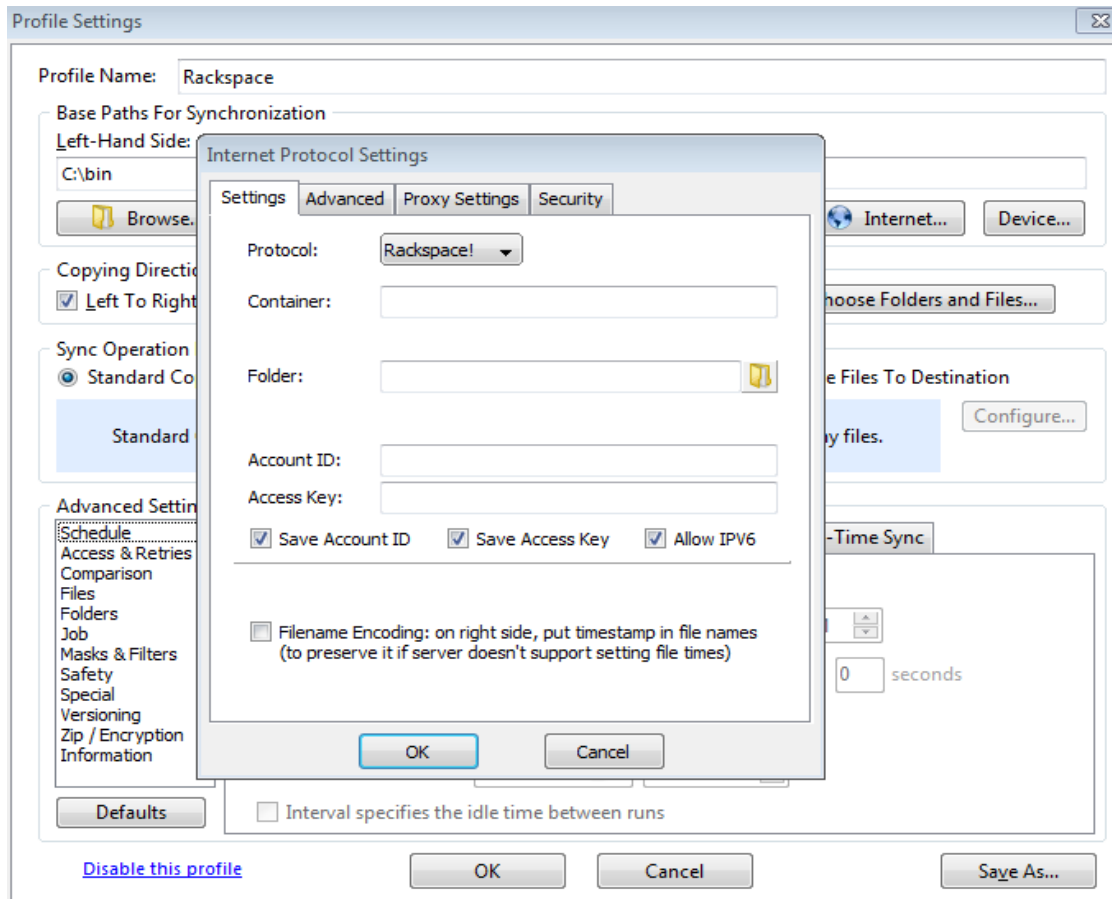 Profile Settings
Profile Name: Rackspace
Base Paths For Synchronization
Left-Hand Side:
C:\bin
Browse.
Internet...
Device...
Left To Right
Folders and Files...
Sync Operation
Standard
e Files To Destination
Configure...
Standard
files.
Internet Protocol Settings
Settings
Advanced
Proxy Settings
Security
Protocol: Rackspace!
Container:
Folder:
Account ID:
Access Key:
Save Account ID
Save Access Key
Allow IPV6
Filename Encoding: on right side, put timestamp in file names
(to preserve it if server doesn't support setting file times)
OK
Cancel
Advanced
Schedule
Access & Retries
Comparison
Files
Folders
Job
Masks & Filters
Safety
Special
Versioning
Zip / Encryption
Information
-Time Sync
0 seconds
Interval specifies the idle time between runs
Defaults
Disable this profile
OK
Cancel
Save As...